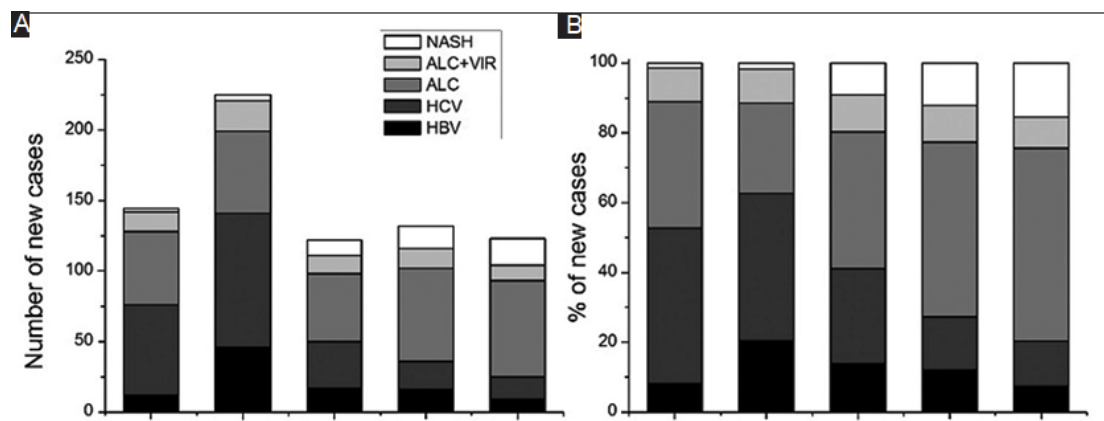 A
Number of new cases
250
200
150
100
50
0
NASH
ALC+VIR
ALC
HCV
HBV
B
% of new cases
100
80
60
40
20
0